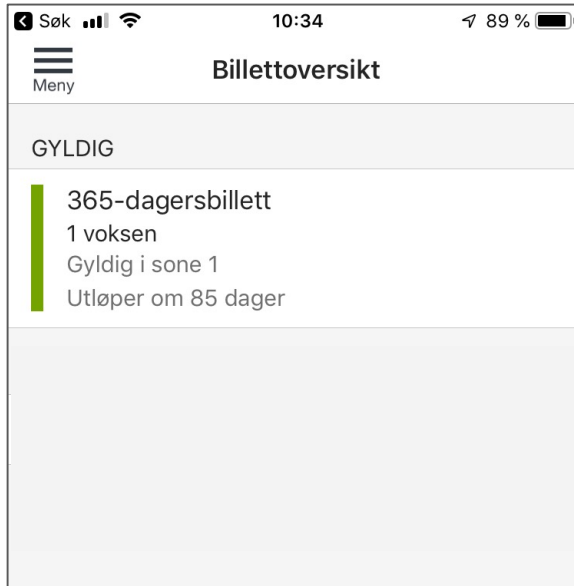 Søk 10:34 89 %
Meny Billettoversikt
GYLDIG
365-dagersbillett
1 voksen
Gyldig i sone 1
Utløper om 85 dager